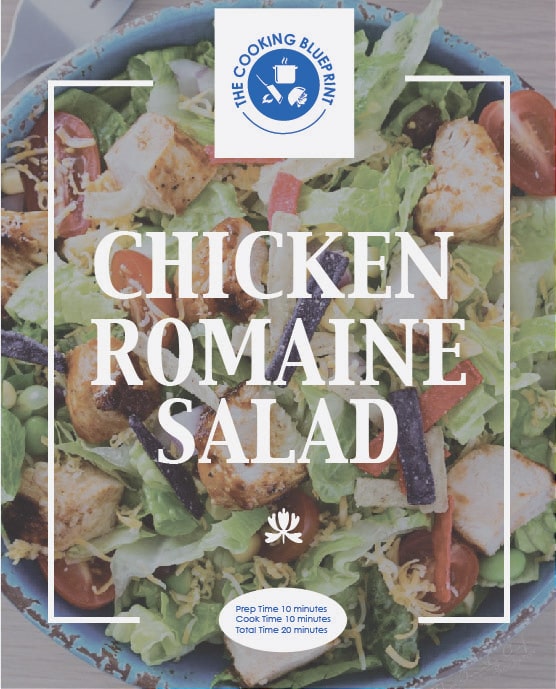 THE COOKING BLUEPRINT
CHICKEN
ROMAINE
SALAD
Prep Time 10 minutes
Cook Time 10 minutes
Total Time 20 minutes